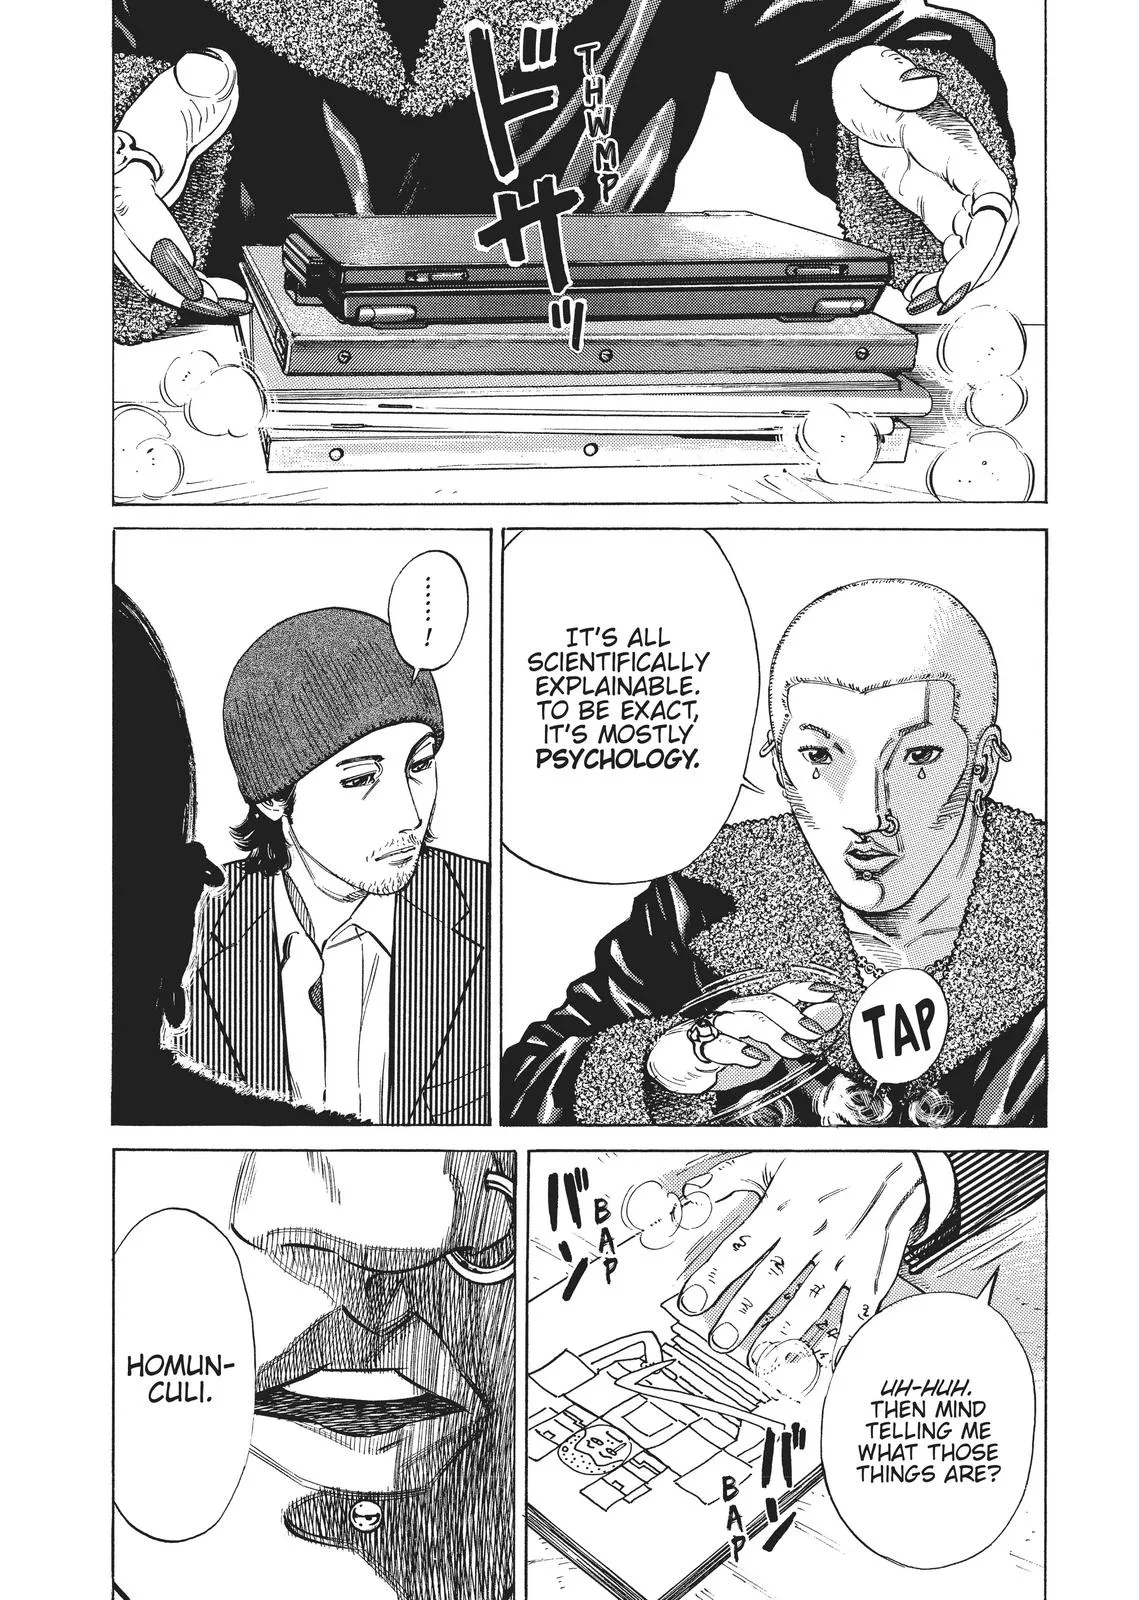 ドサッ
THWMP
IT'S ALL
SCIENTIFICALLY
EXPLAINABLE.
TO BE EXACT,
IT'S MOSTLY
PSYCHOLOGY.
TAP
......!
バン
BAP
UH-HUH.
THEN MIND
TELLING ME
WHAT THOSE
THINGS ARE?
バン
BAP
HOMUN-
CULI.